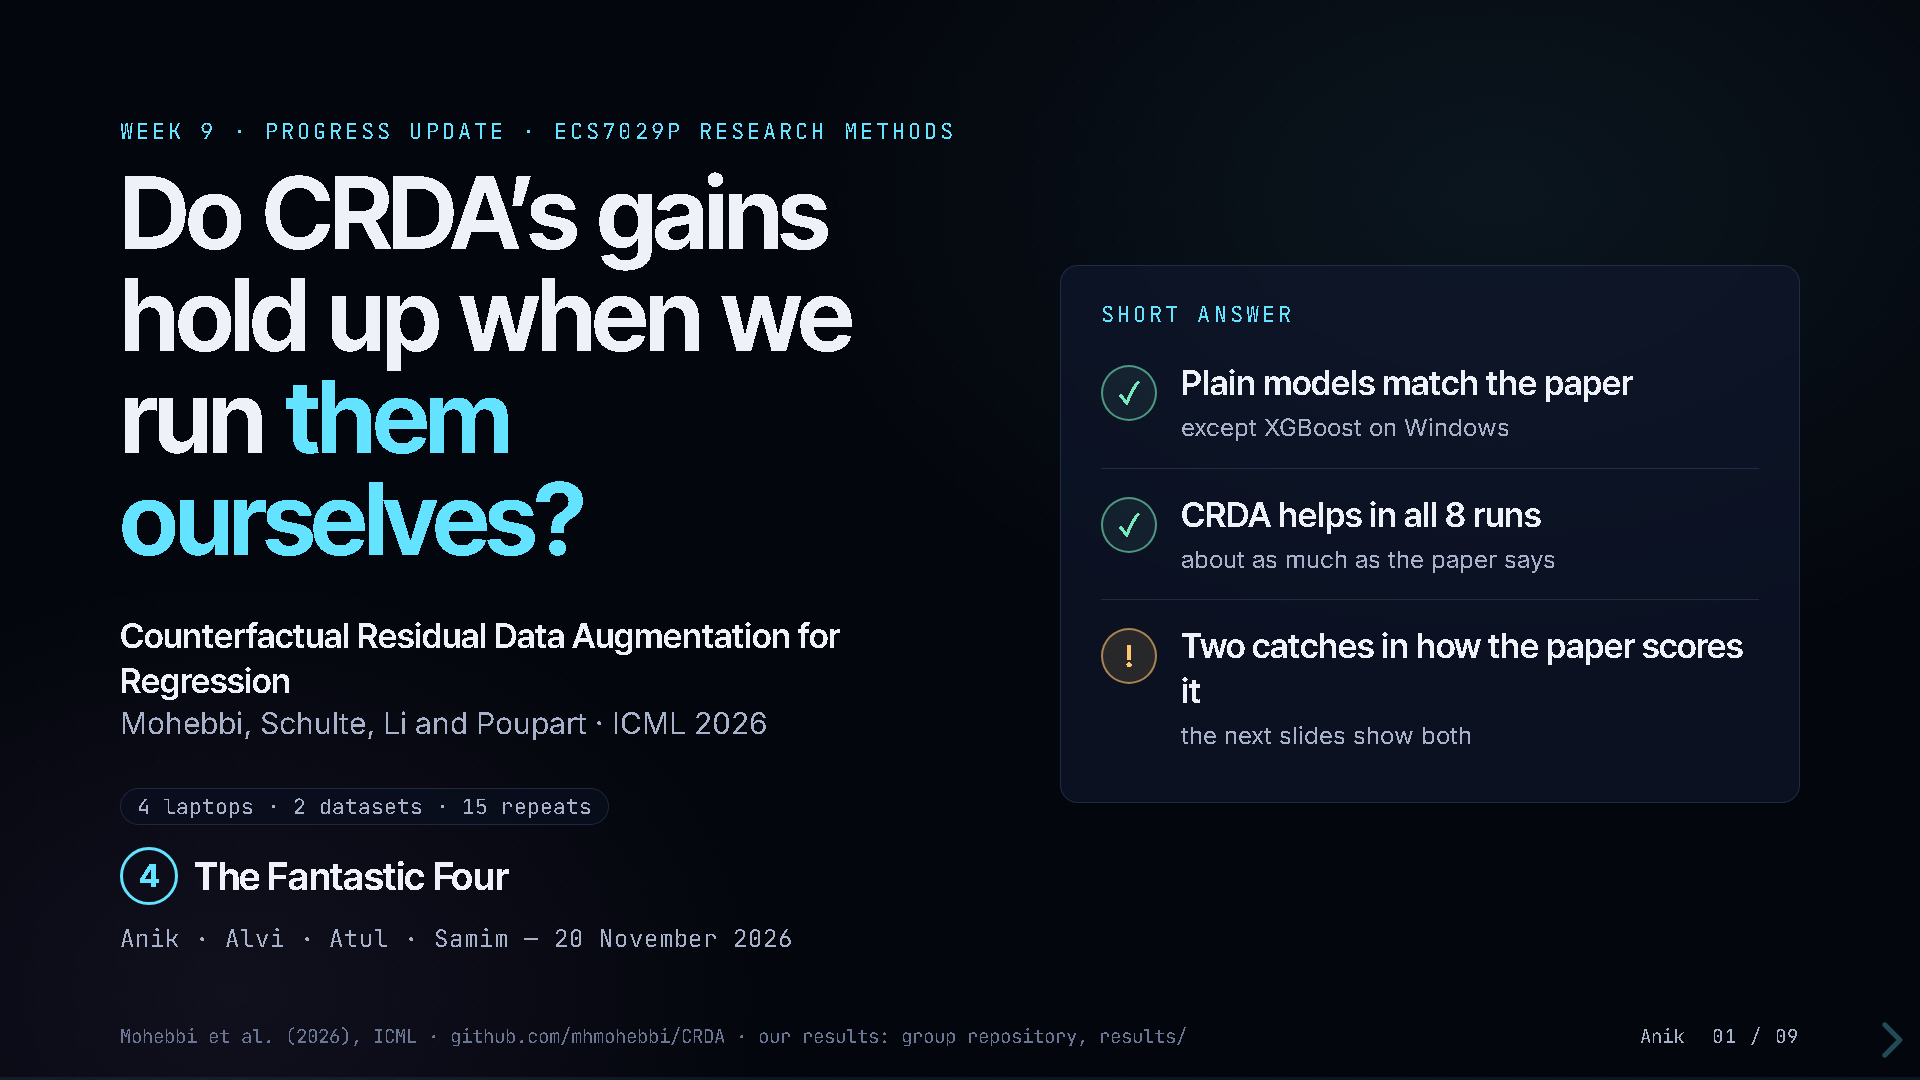 WEEK 9 · PROGRESS UPDATE · ECS7029P RESEARCH METHODS
Do CRDA’s gains
hold up when we
run them
ourselves?
Counterfactual Residual Data Augmentation for
Regression
Mohebbi, Schulte, Li and Poupart · ICML 2026
4 laptops · 2 datasets · 15 repeats
4 The Fantastic Four
Anik · Alvi · Atul · Samim — 20 November 2026
SHORT ANSWER
✓ Plain models match the paper
except XGBoost on Windows
✓ CRDA helps in all 8 runs
about as much as the paper says
! Two catches in how the paper scores
it
the next slides show both
Mohebbi et al. (2026), ICML · github.com/mhmohebbi/CRDA · our results: group repository, results/
Anik 01 / 09